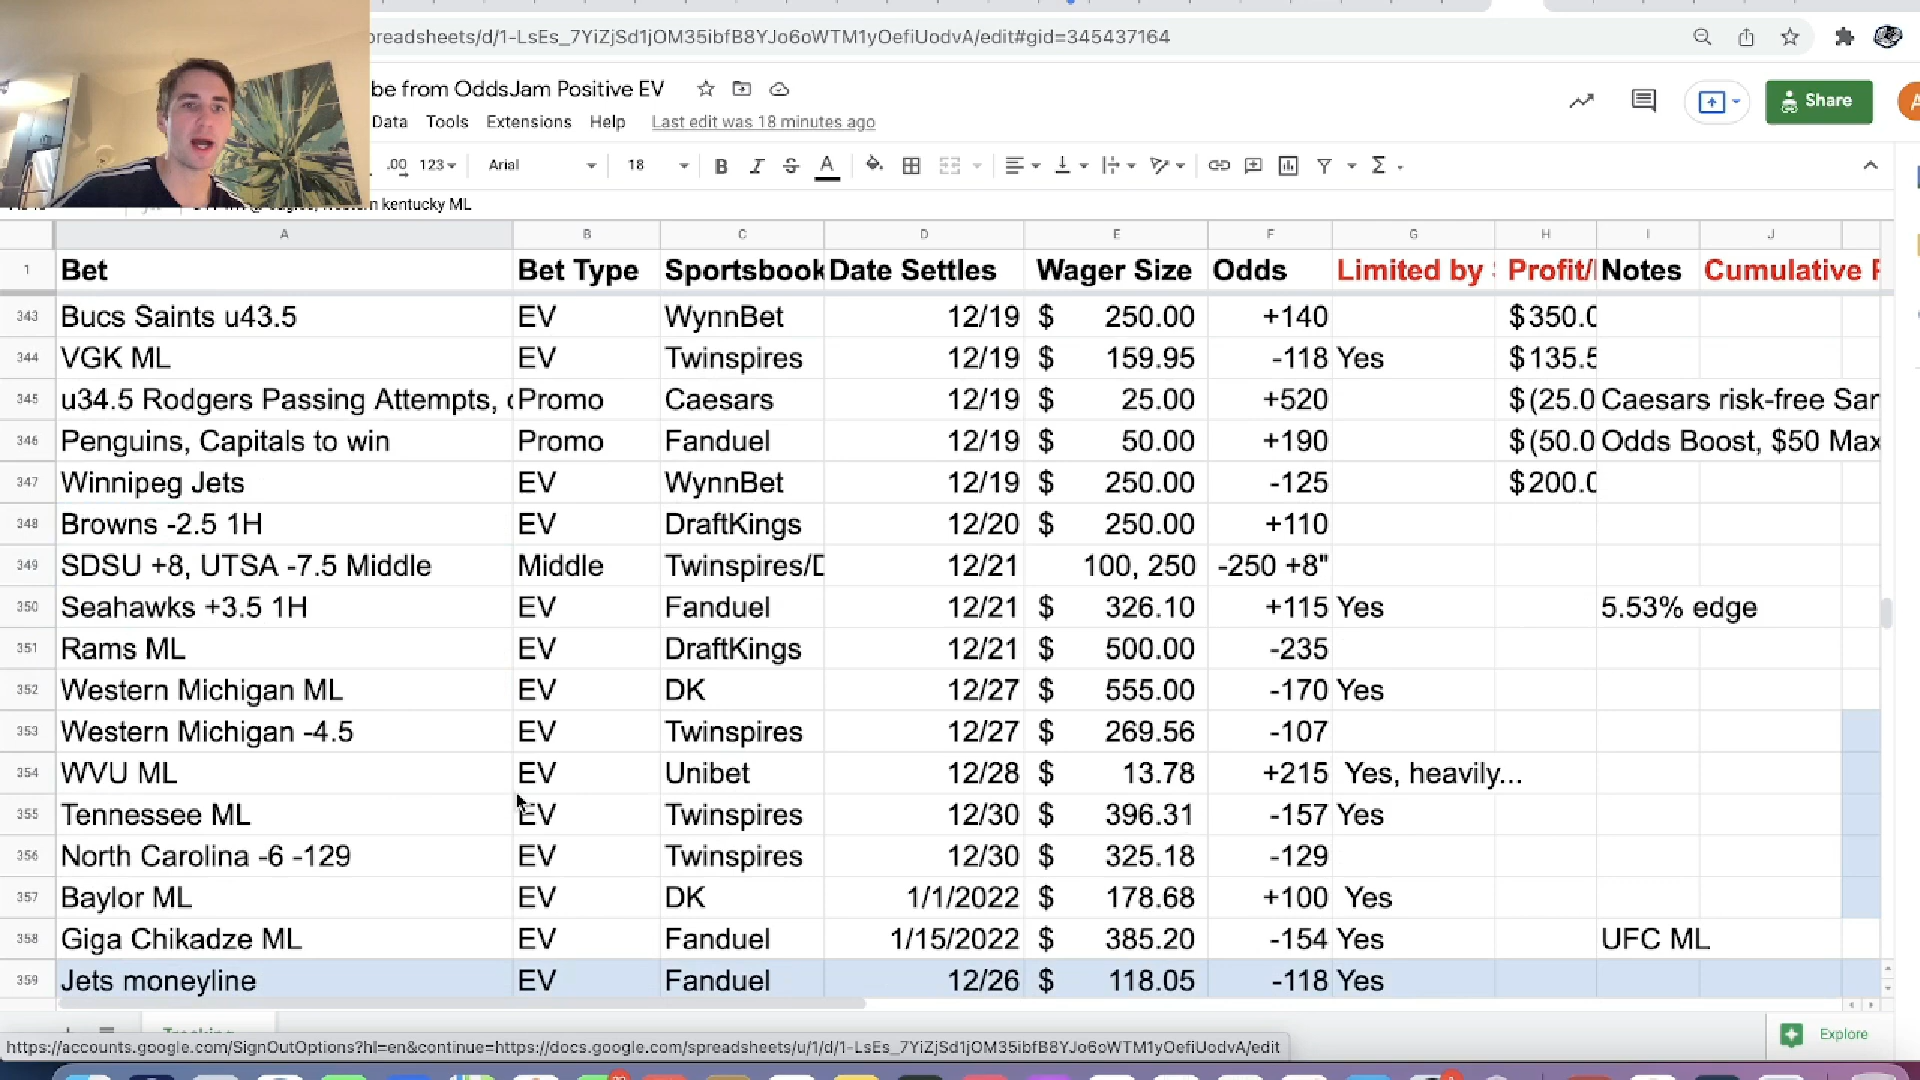 preadsheets/d/1-LsEs_7YiZjSd1jOM35ibfB8YJo6oWTM1yOefiUodvA/edit#gid=345437164
be from OddsJam Positive EV
Share
Data Tools Extensions Help Last edit was 18 minutes ago
.00 123 Arial 18 B I S A
kentucky ML
A B C D E F G H I J
1 Bet Bet Type Sportsbook Date Settles Wager Size Odds Limited by Profit/ Notes Cumulative
343 Bucs Saints u43.5 EV WynnBet 12/19 $ 250.00 +140 $350.0
344 VGK ML EV Twinspires 12/19 $ 159.95 -118 Yes $135.5
345 u34.5 Rodgers Passing Attempts, Promo Caesars 12/19 $ 25.00 +520 $(25.0 Caesars risk-free Sar
346 Penguins, Capitals to win Promo Fanduel 12/19 $ 50.00 +190 $(50.0 Odds Boost, $50 Max
347 Winnipeg Jets EV WynnBet 12/19 $ 250.00 -125 $200.0
348 Browns -2.5 1H EV DraftKings 12/20 $ 250.00 +110
349 SDSU +8, UTSA -7.5 Middle Middle Twinspires/D 12/21 100, 250 -250 +8"
350 Seahawks +3.5 1H EV Fanduel 12/21 $ 326.10 +115 Yes 5.53% edge
351 Rams ML EV DraftKings 12/21 $ 500.00 -235
352 Western Michigan ML EV DK 12/27 $ 555.00 -170 Yes
353 Western Michigan -4.5 EV Twinspires 12/27 $ 269.56 -107
354 WVU ML EV Unibet 12/28 $ 13.78 +215 Yes, heavily...
355 Tennessee ML EV Twinspires 12/30 $ 396.31 -157 Yes
356 North Carolina -6 -129 EV Twinspires 12/30 $ 325.18 -129
357 Baylor ML EV DK 1/1/2022 $ 178.68 +100 Yes
358 Giga Chikadze ML EV Fanduel 1/15/2022 $ 385.20 -154 Yes UFC ML
359 Jets moneyline EV Fanduel 12/26 $ 118.05 -118 Yes
Tracking
Explore
https://accounts.google.com/SignOutOptions?hl=en&continue=https://docs.google.com/spreadsheets/u/1/d/1-LsEs_7YiZjSd1jOM35ibfB8YJo6oWTM1yOefiUodvA/edit